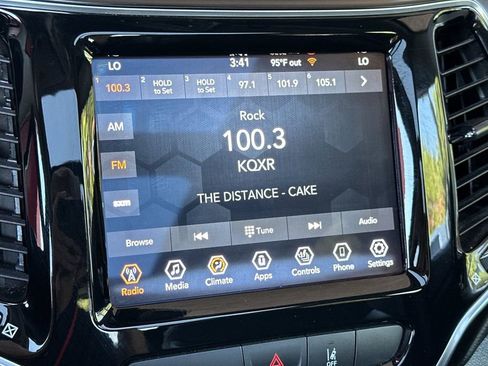 LO 3:41 95°F out LO
1 100.3 2 HOLD to Set 3 HOLD to Set 4 97.1 5 101.9 6 105.1
AM
Rock
100.3
FM
KQXR
sxm
THE DISTANCE - CAKE
Browse Tune Audio
Radio Media Climate Apps Controls Phone Settings
OFF